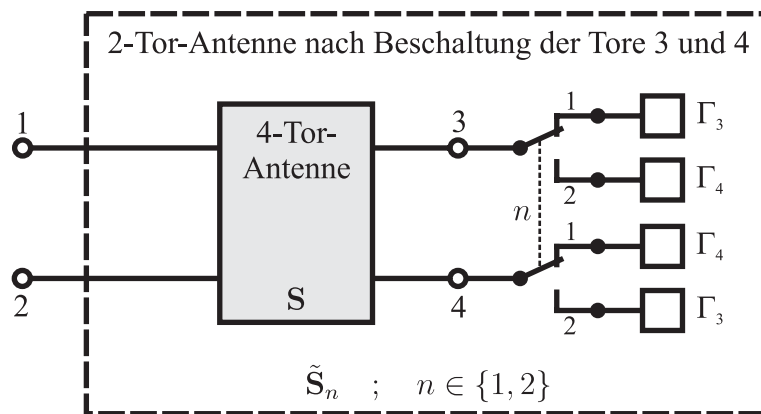 2-Tor-Antenne nach Beschaltung der Tore 3 und 4
1
3
4-Tor-
Antenne
1
Γ₃
2
Γ₄
n
1
Γ₄
2
4
S
2
Γ₃
S̃ₙ ; n ∈ {1, 2}